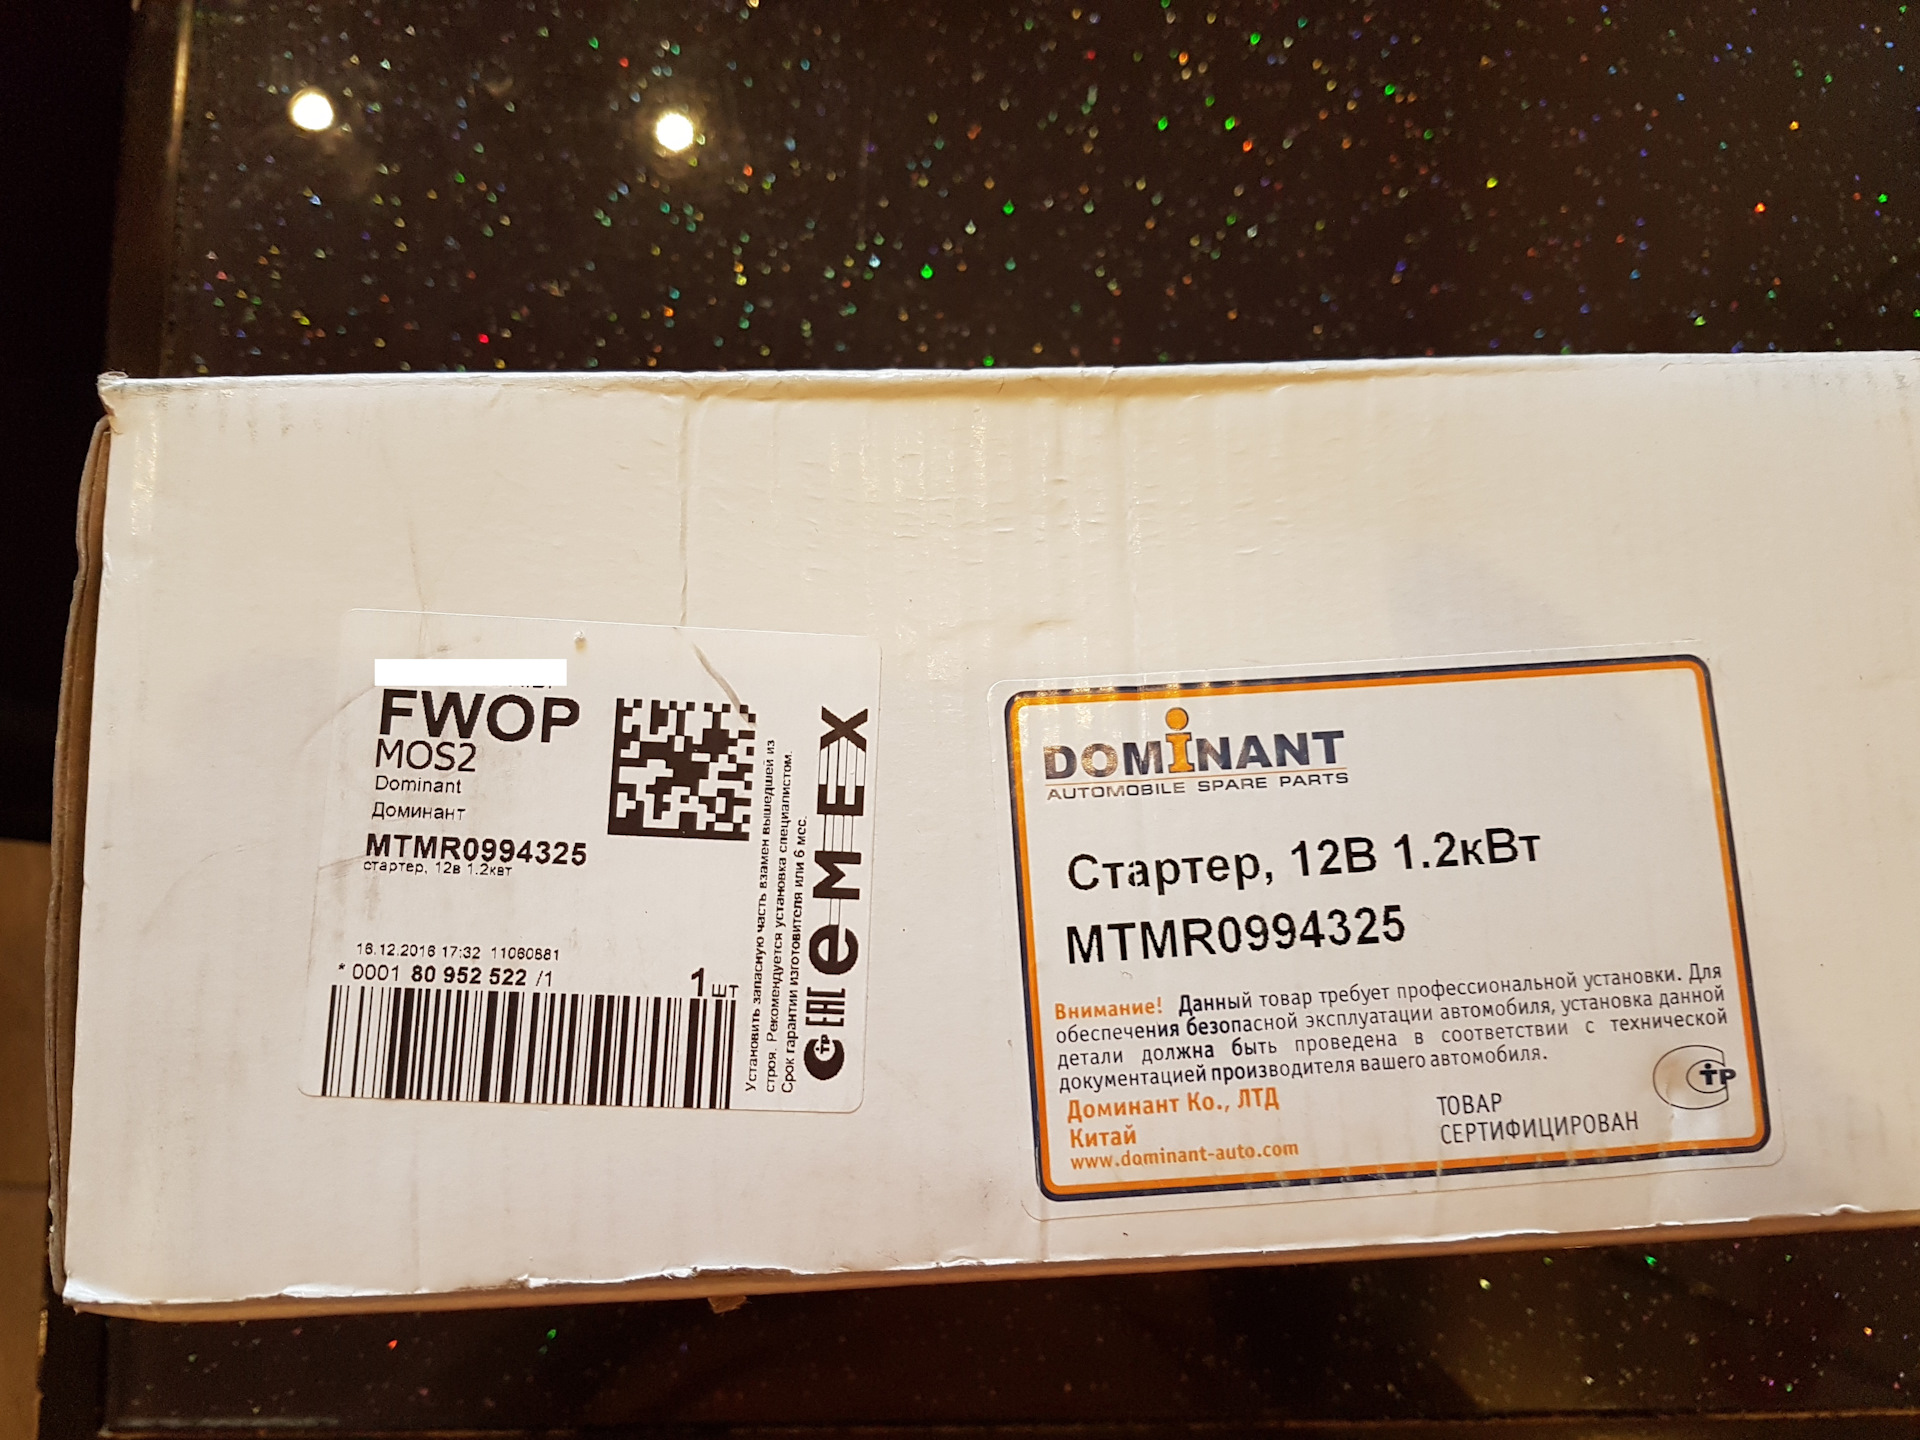 FWOP
MOS2
Dominant
Доминант
MTMR0994325
стартер, 12в 1.2квт
16.12.2016 17:32 11060881
* 0001 80 952 522 /1
1 шт
Установить запасную часть взамен вышедшей из
строя. Рекомендуется установка специалистом.
Срок гарантии изготовителя или 6 мес.
EAC eMEX
DOMiNANT
AUTOMOBILE SPARE PARTS
Стартер, 12В 1.2кВт
MTMR0994325
Внимание! Данный товар требует профессиональной установки. Для
обеспечения безопасной эксплуатации автомобиля, установка данной
детали должна быть проведена в соответствии с технической
документацией производителя вашего автомобиля.
Доминант Ко., ЛТД
Китай
www.dominant-auto.com
ТОВАР
СЕРТИФИЦИРОВАН